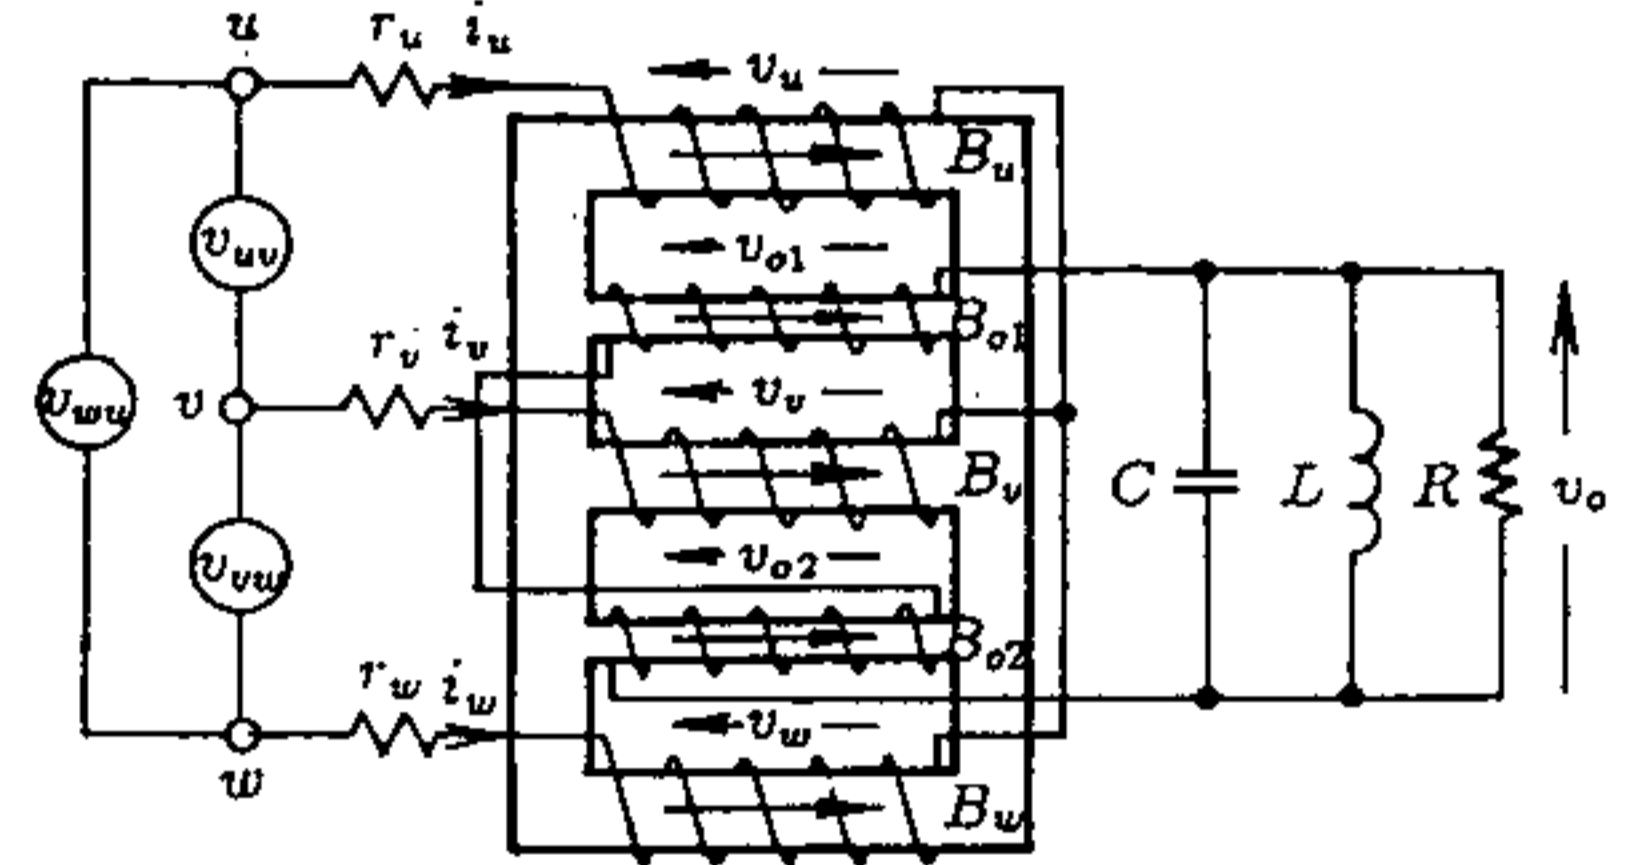 u
r_u i_u
v_u
B_u
v_uv
v_o1
B_o1
r_v i_v
v_wu
v
v_v
B_v
C L R v_o
v_vw
v_o2
B_o2
r_w i_w
v_w
w
B_w